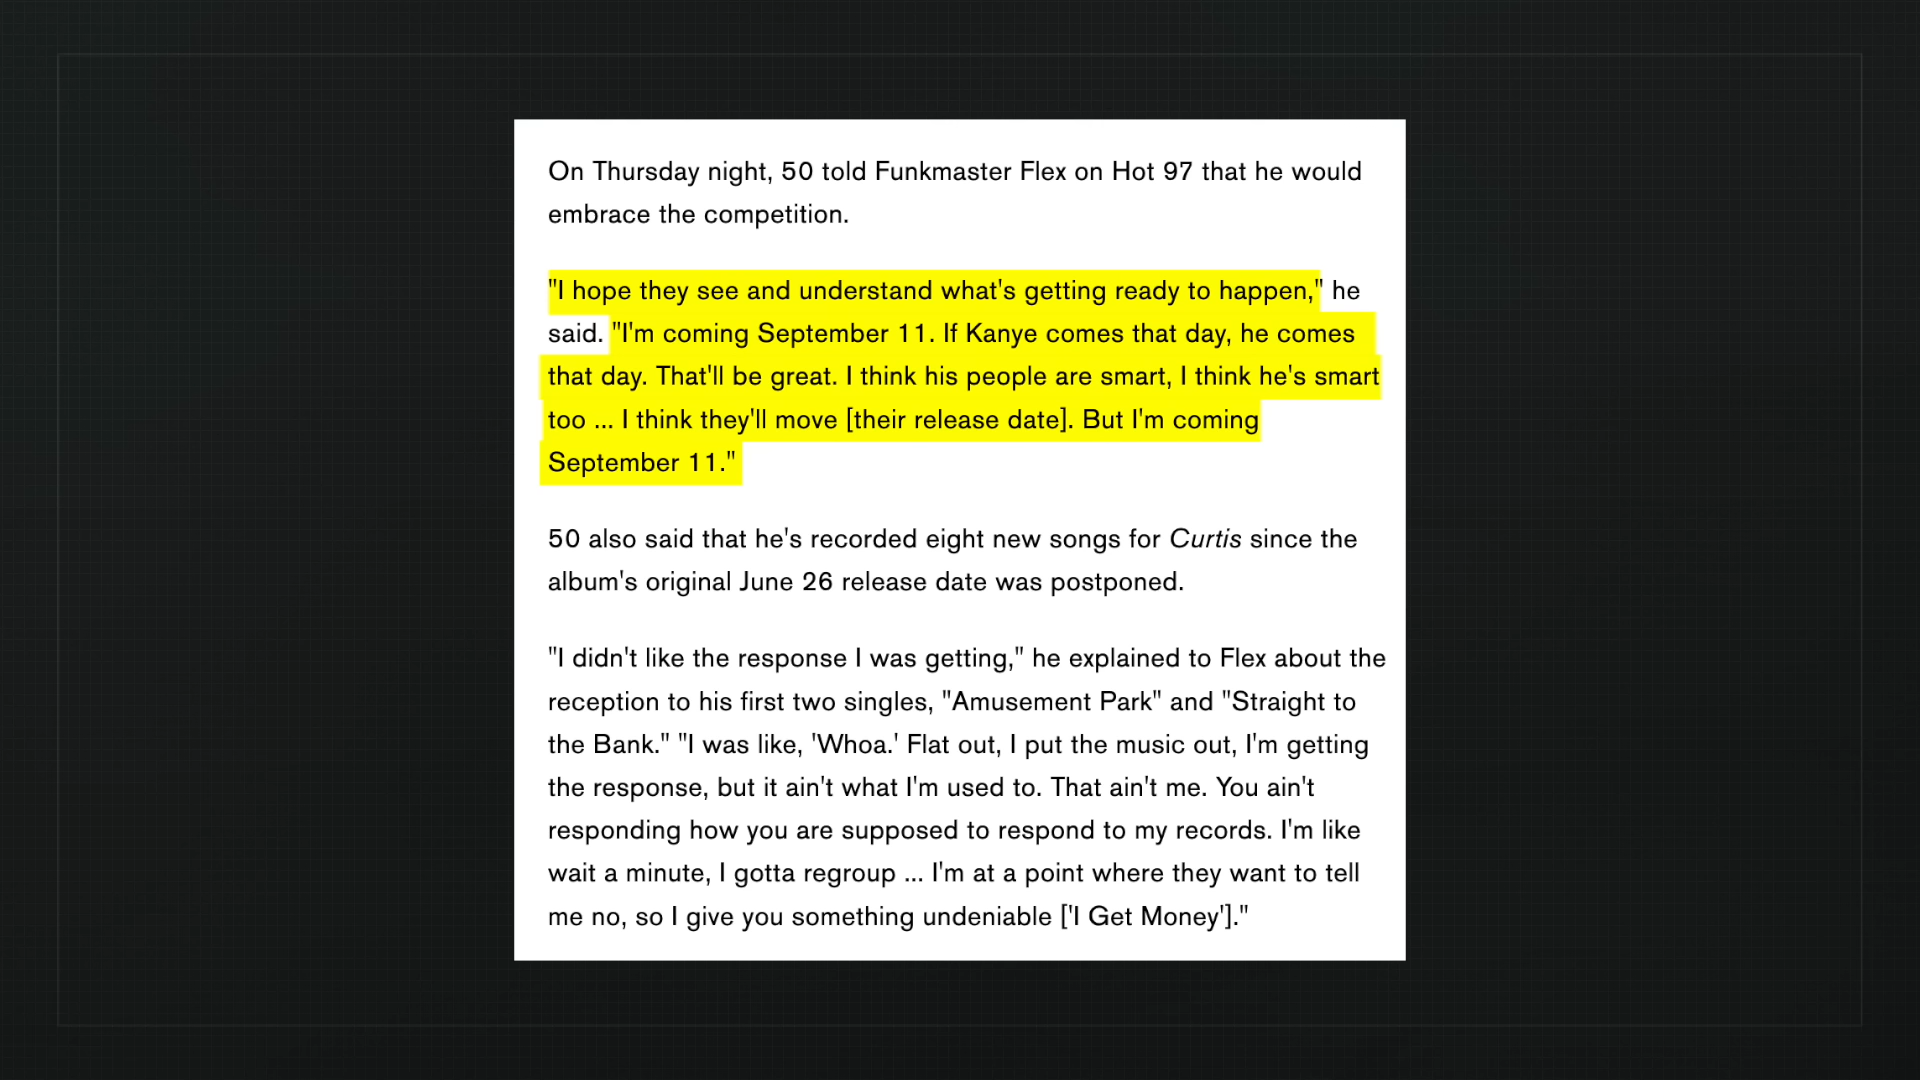 On Thursday night, 50 told Funkmaster Flex on Hot 97 that he would
embrace the competition.
"I hope they see and understand what's getting ready to happen," he
said. "I'm coming September 11. If Kanye comes that day, he comes
that day. That'll be great. I think his people are smart, I think he's smart
too ... I think they'll move [their release date]. But I'm coming
September 11."
50 also said that he's recorded eight new songs for Curtis since the
album's original June 26 release date was postponed.
"I didn't like the response I was getting," he explained to Flex about the
reception to his first two singles, "Amusement Park" and "Straight to
the Bank." "I was like, 'Whoa.' Flat out, I put the music out, I'm getting
the response, but it ain't what I'm used to. That ain't me. You ain't
responding how you are supposed to respond to my records. I'm like
wait a minute, I gotta regroup ... I'm at a point where they want to tell
me no, so I give you something undeniable ['I Get Money']."